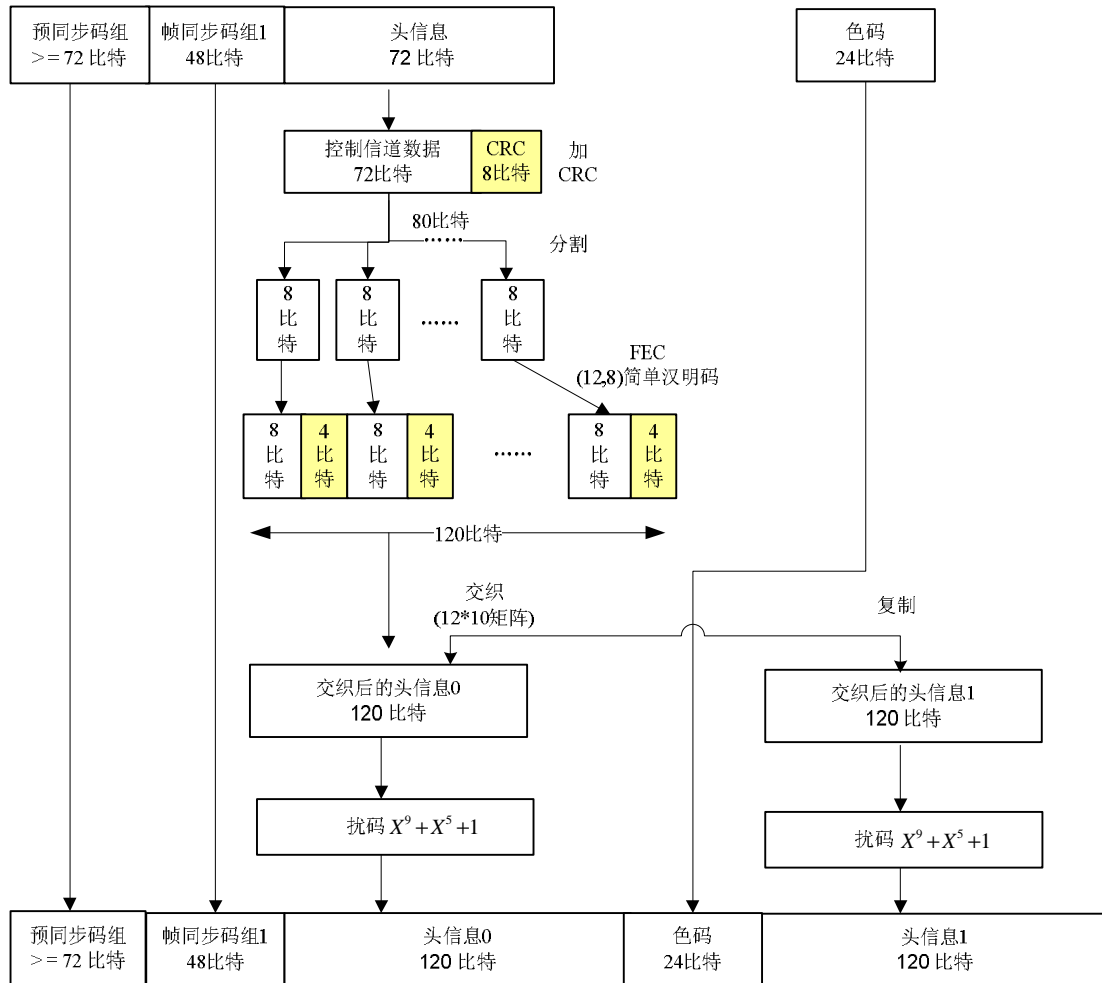 预同步码组
>=72 比特
帧同步码组1
48比特
头信息
72 比特
色码
24比特
控制信道数据
72比特
CRC
8比特
加
CRC
80比特
......
分割
8
比
特
8
比
特
......
8
比
特
FEC
(12,8)简单汉明码
8
比
特
4
比
特
8
比
特
4
比
特
......
8
比
特
4
比
特
120比特
交织
(12*10矩阵)
复制
交织后的头信息0
120 比特
交织后的头信息1
120 比特
扰码 X⁹+X⁵+1
扰码 X⁹+X⁵+1
预同步码组
>=72 比特
帧同步码组1
48比特
头信息0
120 比特
色码
24比特
头信息1
120 比特